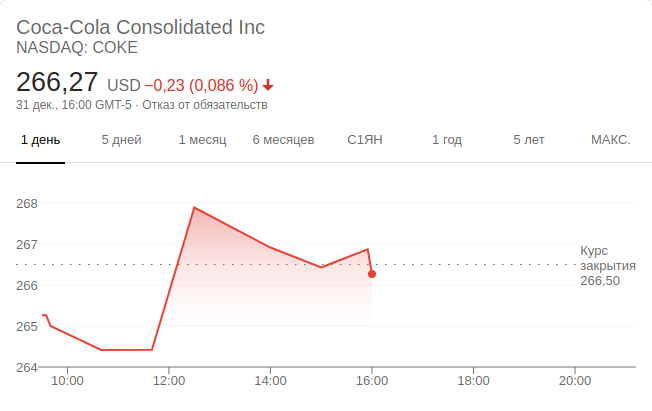 Coca-Cola Consolidated Inc
NASDAQ: COKE
266,27 USD −0,23 (0,086 %)
31 дек., 16:00 GMT-5 · Отказ от обязательств
1 день 5 дней 1 месяц 6 месяцев С1ЯН 1 год 5 лет МАКС.
268
267
Курс
закрытия
266,50
266
265
264
10:00 12:00 14:00 16:00 18:00 20:00